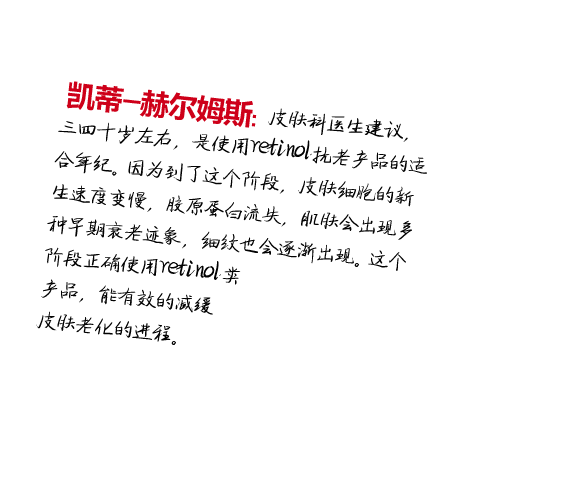 凯蒂-赫尔姆斯: 皮肤科医生建议,
三四十岁左右，是使用retinol抗老产品的适
合年纪。因为到了这个阶段，皮肤细胞的新
生速度变慢，胶原蛋白流失，肌肤会出现多
种早期衰老迹象，细纹也会逐渐出现。这个
阶段正确使用retinol类
产品，能有效的减缓
皮肤老化的进程。